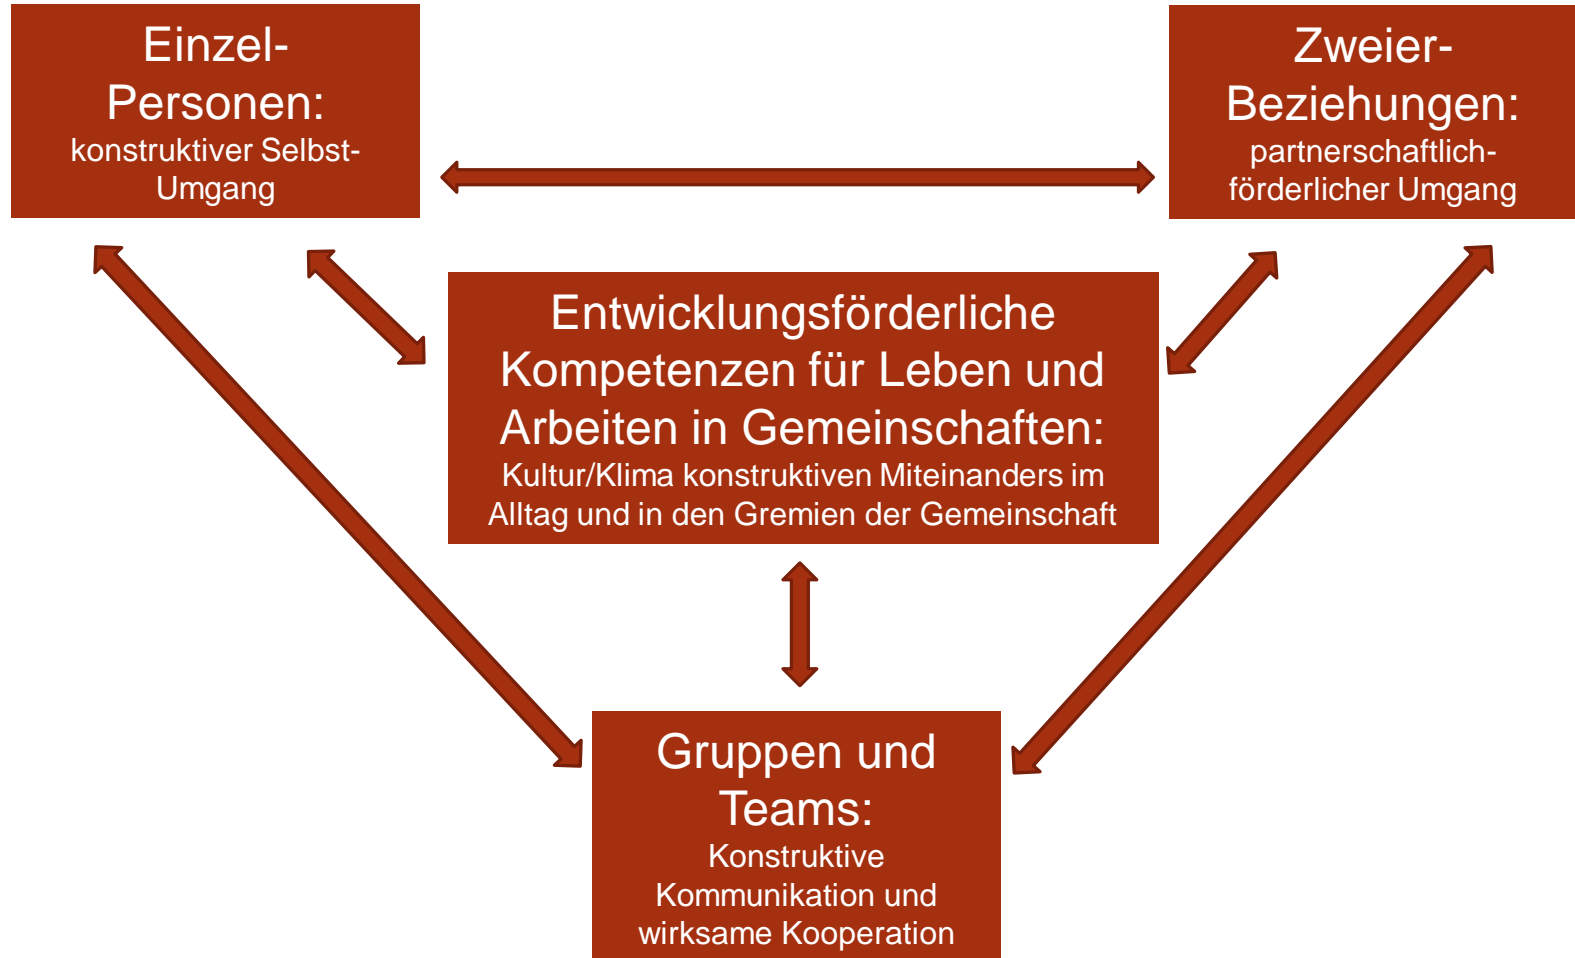 Einzel-
Personen:
konstruktiver Selbst-
Umgang
Zweier-
Beziehungen:
partnerschaftlich-
förderlicher Umgang
Entwicklungsförderliche
Kompetenzen für Leben und
Arbeiten in Gemeinschaften:
Kultur/Klima konstruktiven Miteinanders im
Alltag und in den Gremien der Gemeinschaft
Gruppen und
Teams:
Konstruktive
Kommunikation und
wirksame Kooperation